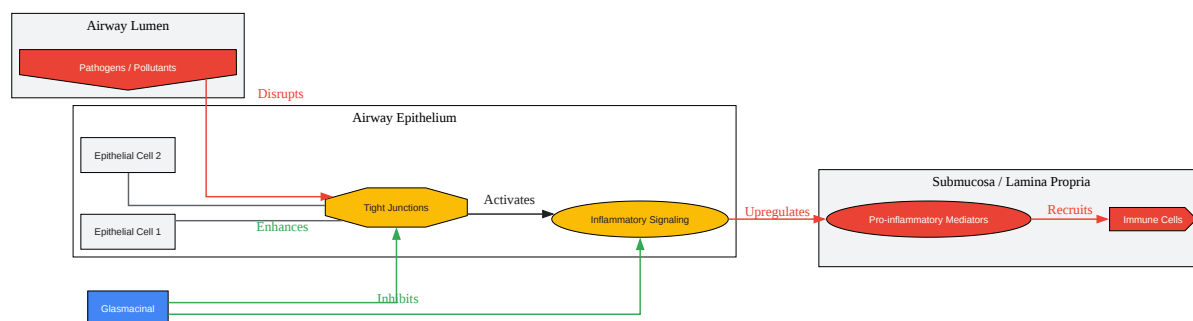 Airway Lumen
Pathogens / Pollutants
Disrupts
Airway Epithelium
Epithelial Cell 2
Epithelial Cell 1
Enhances
Tight Junctions
Activates
Inflammatory Signaling
Upregulates
Submucosa / Lamina Propria
Pro-inflammatory Mediators
Recruits
Immune Cells
Glasmacinal
Inhibits